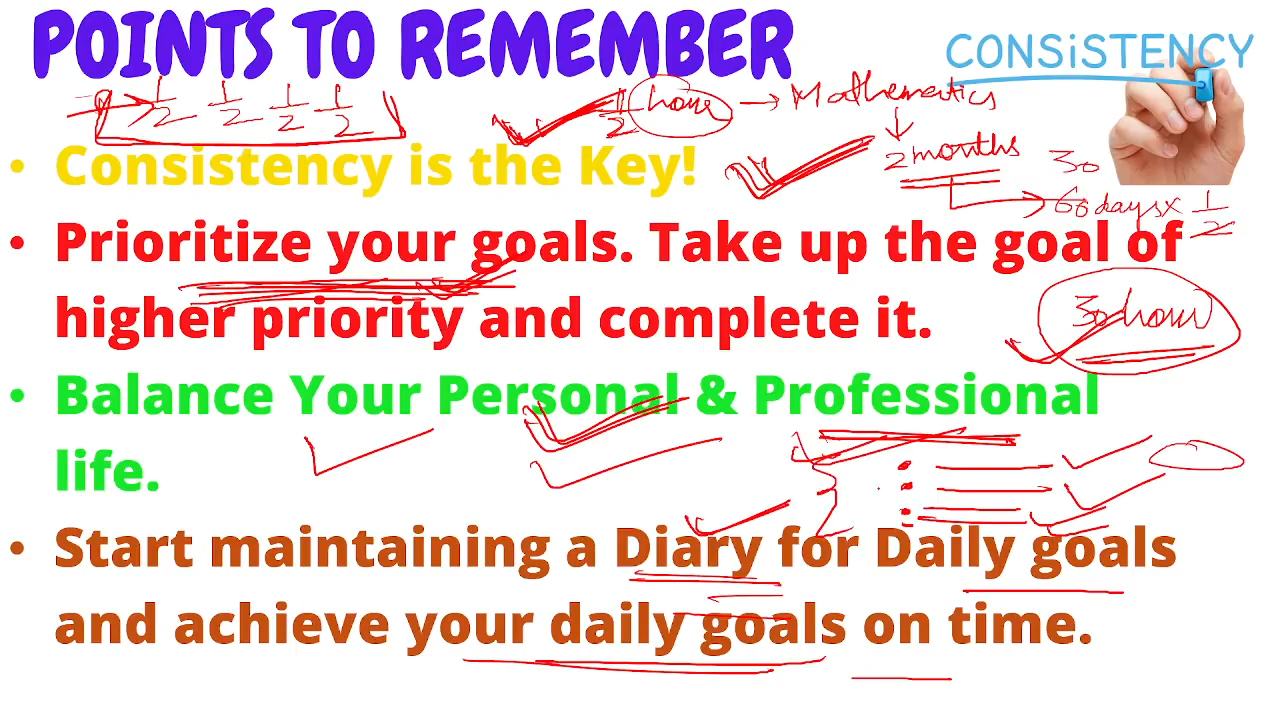 POINTS TO REMEMBER
CONSiSTENCY
1/2 1/2 1/2 1/2
1/2 hour → Mathematics
2 months
30
60 days x 1/2
30 hour
• Consistency is the Key!
• Prioritize your goals. Take up the goal of
higher priority and complete it.
• Balance Your Personal & Professional
life.
• Start maintaining a Diary for Daily goals
and achieve your daily goals on time.